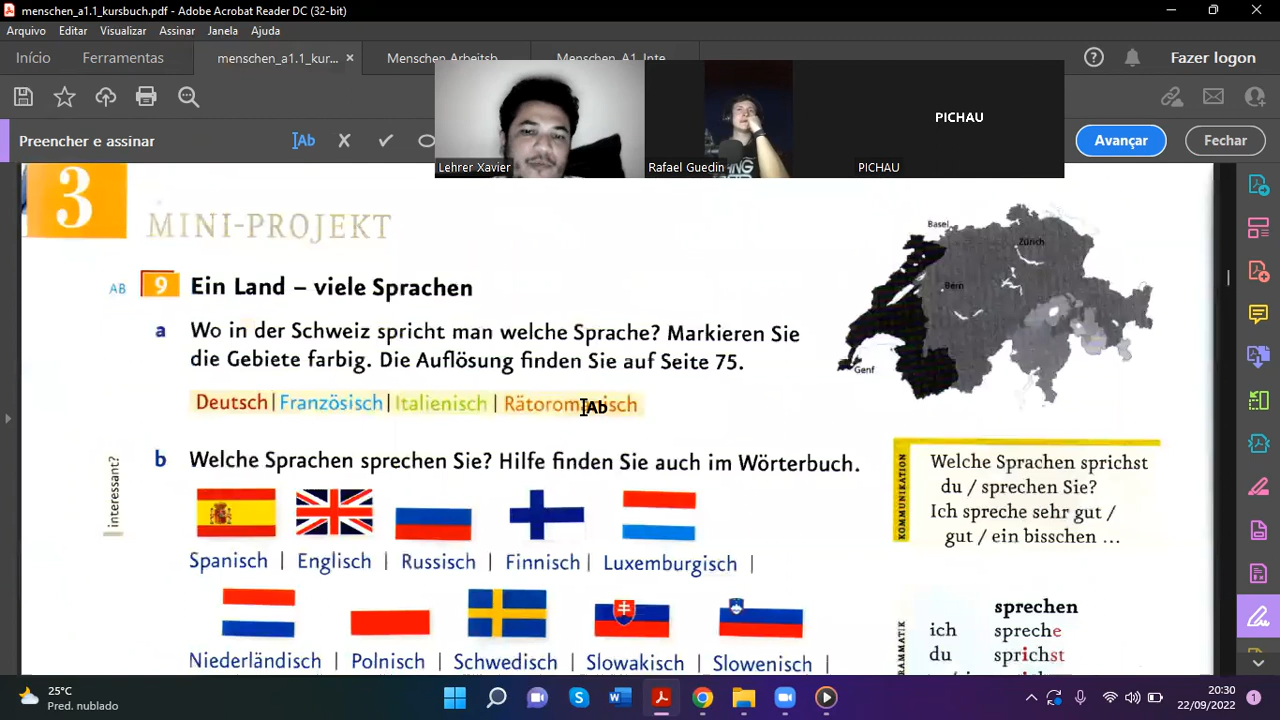 menschen_a1.1_kursbuch.pdf - Adobe Acrobat Reader DC (32-bit)
Arquivo Editar Visualizar Assinar Janela Ajuda
Início Ferramentas menschen_a1.1_kur... × Menschen Arbeitsb Menschen_A1_Inte Fazer logon
Preencher e assinar Ab Avançar Fechar
PICHAU
Lehrer Xavier Rafael Guedin PICHAU
3
MINI-PROJEKT
Basel
Zürich
Bern
Genf
AB 9 Ein Land – viele Sprachen
a Wo in der Schweiz spricht man welche Sprache? Markieren Sie
die Gebiete farbig. Die Auflösung finden Sie auf Seite 75.
Deutsch | Französisch | Italienisch | Rätoromanisch
Ab
interessant?
b Welche Sprachen sprechen Sie? Hilfe finden Sie auch im Wörterbuch.
Spanisch | Englisch | Russisch | Finnisch | Luxemburgisch |
Niederländisch | Polnisch | Schwedisch | Slowakisch | Slowenisch |
KOMMUNIKATION
Welche Sprachen sprichst
du / sprechen Sie?
Ich spreche sehr gut /
gut / ein bisschen ...
sprechen
ich spreche
du sprichst
25°C
Pred. nublado
20:30
22/09/2022
1